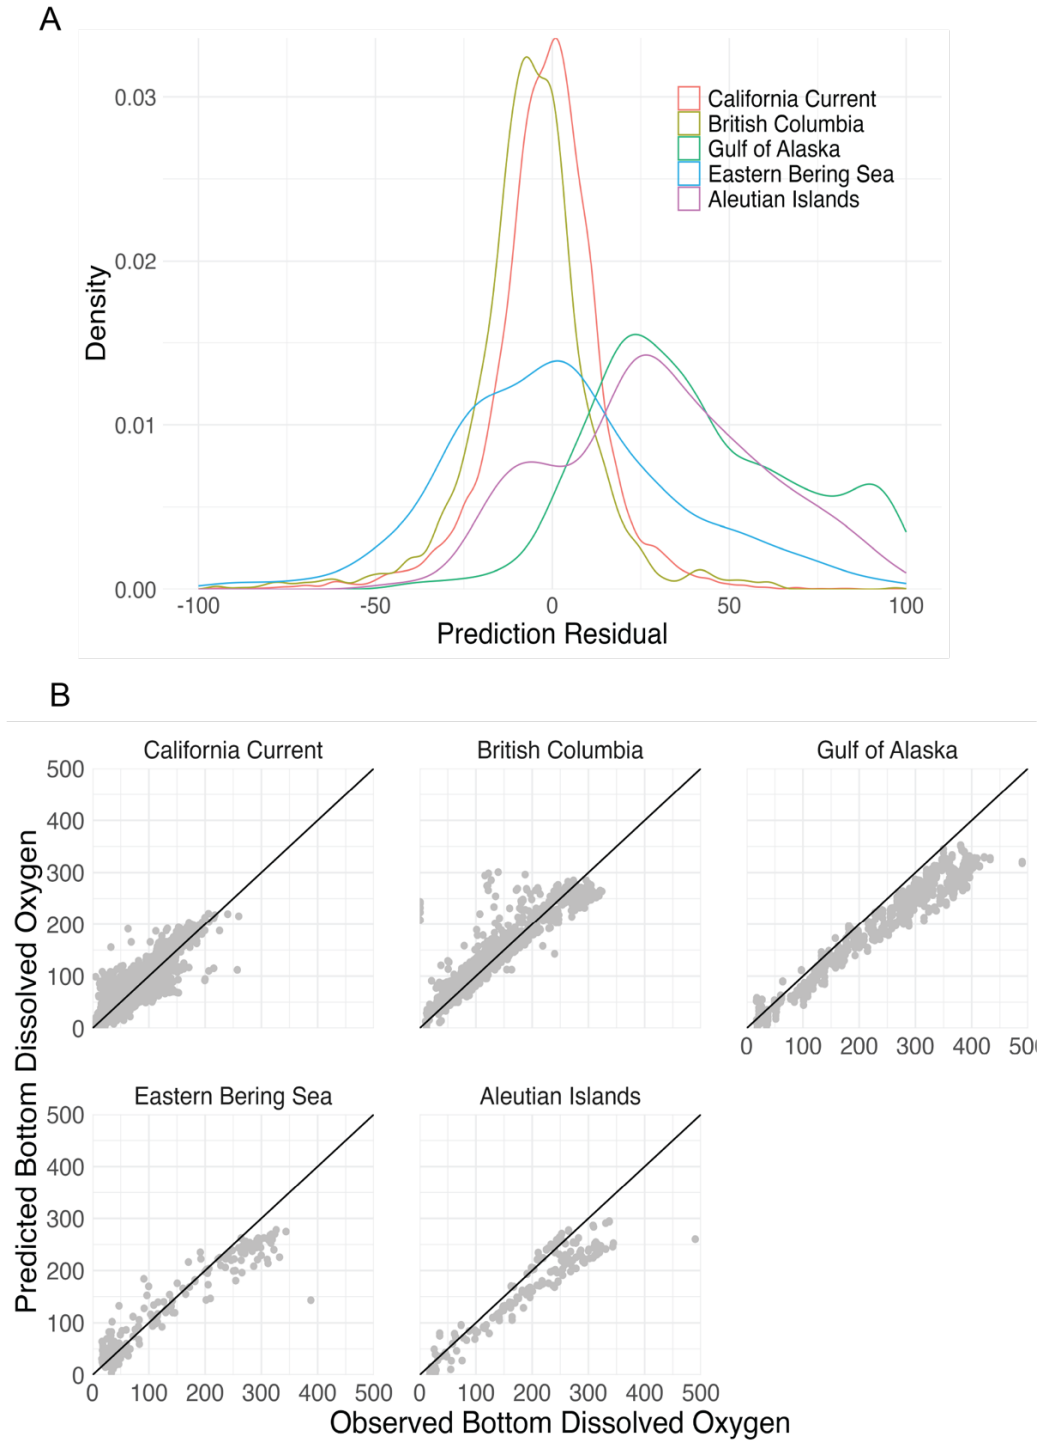 A
0.03
0.02
0.01
0.00
Density
California Current
British Columbia
Gulf of Alaska
Eastern Bering Sea
Aleutian Islands
-100 -50 0 50 100
Prediction Residual
B
Predicted Bottom Dissolved Oxygen
California Current British Columbia Gulf of Alaska
500
400
300
200
100
0
0 100 200 300 400 500
Eastern Bering Sea Aleutian Islands
500
400
300
200
100
0
0 100 200 300 400 500 0 100 200 300 400 500
Observed Bottom Dissolved Oxygen